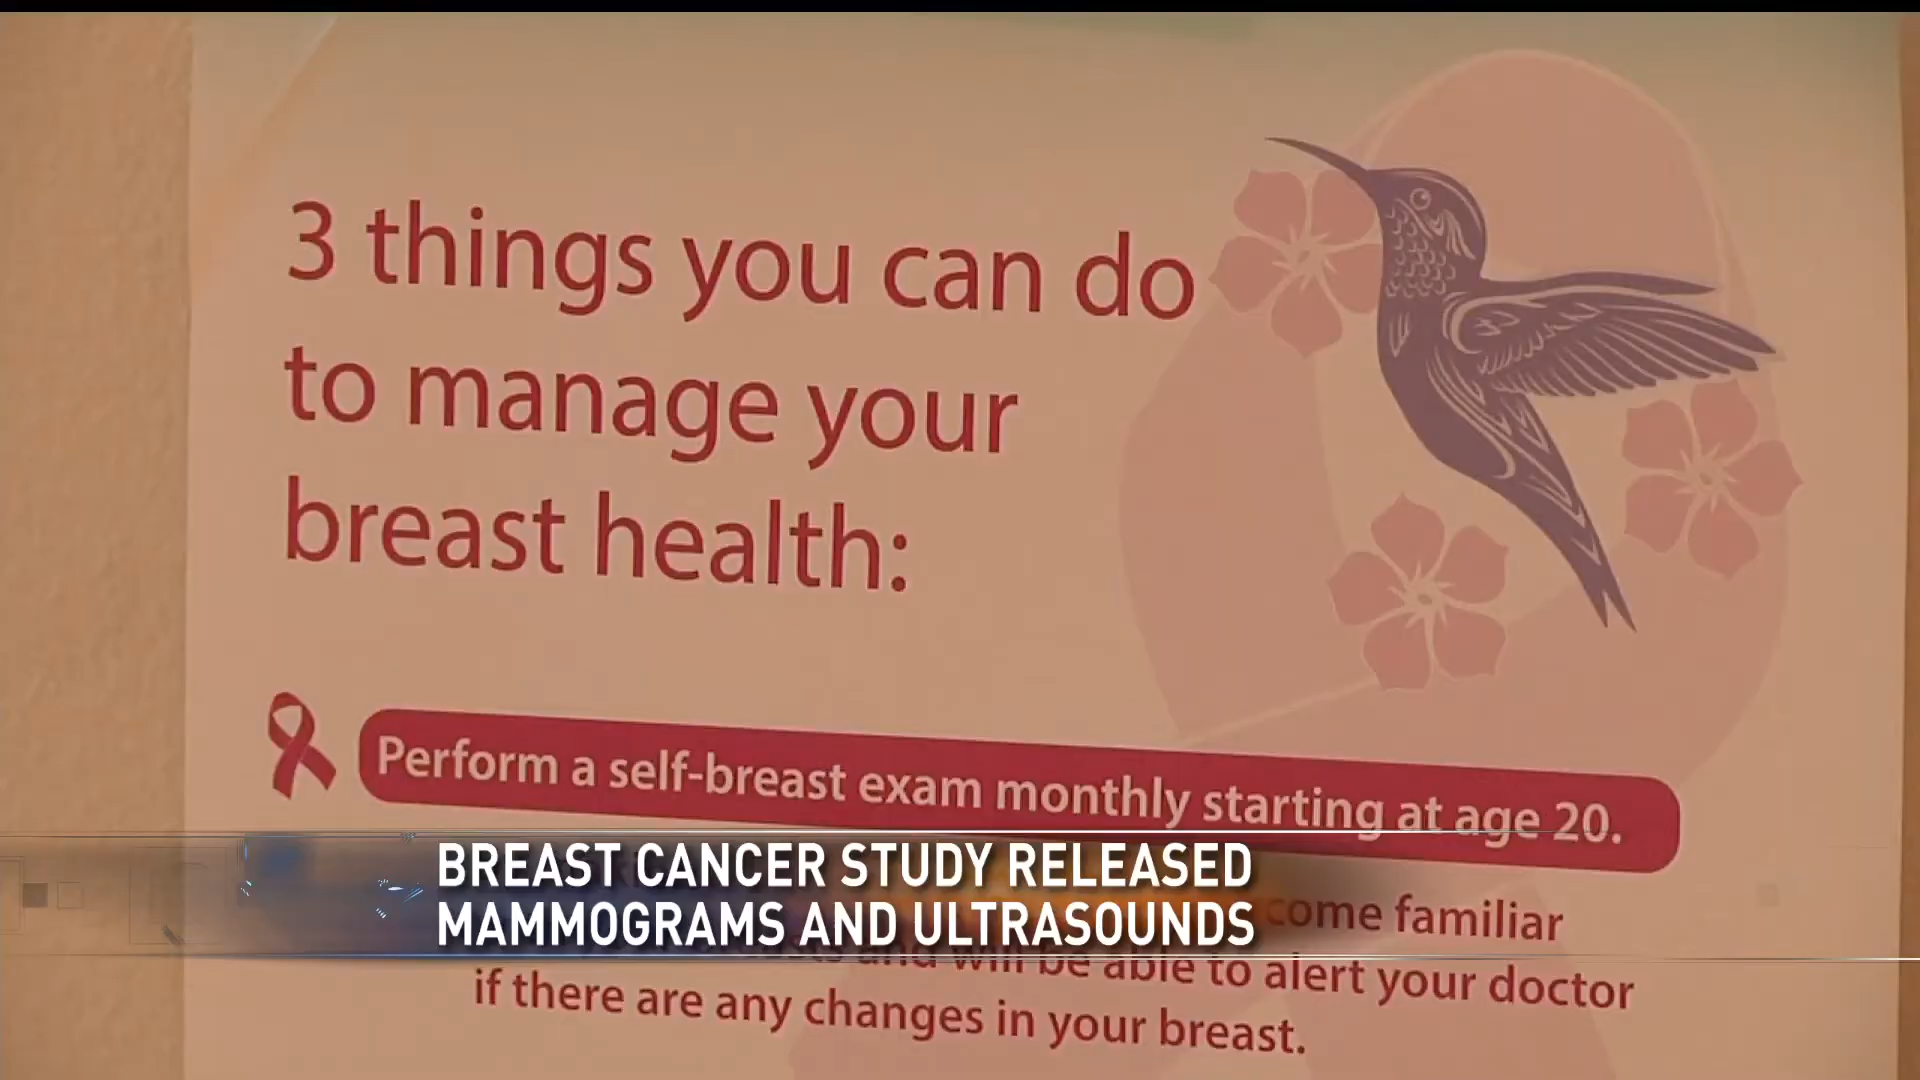 3 things you can do
to manage your
breast health:
Perform a self-breast exam monthly starting at age 20.
BREAST CANCER STUDY RELEASED
MAMMOGRAMS AND ULTRASOUNDS
familiar
and will be able to alert your doctor
if there are any changes in your breast.